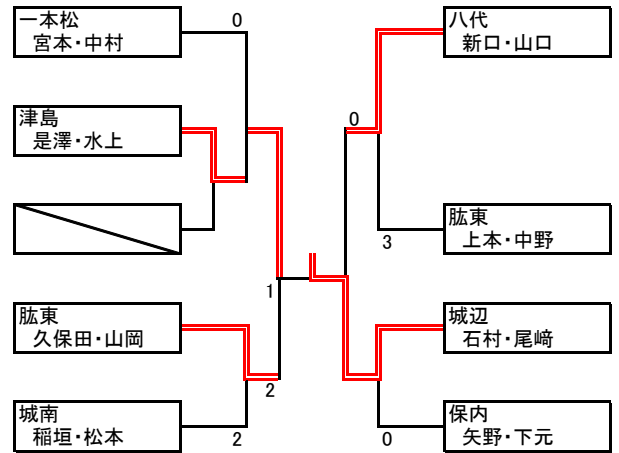 一本松
宮本・中村
0
津島
是澤・水上
肱東
久保田・山岡
1
2
城南
稲垣・松本
2
八代
新口・山口
0
肱東
上本・中野
3
城辺
石村・尾﨑
保内
矢野・下元
0